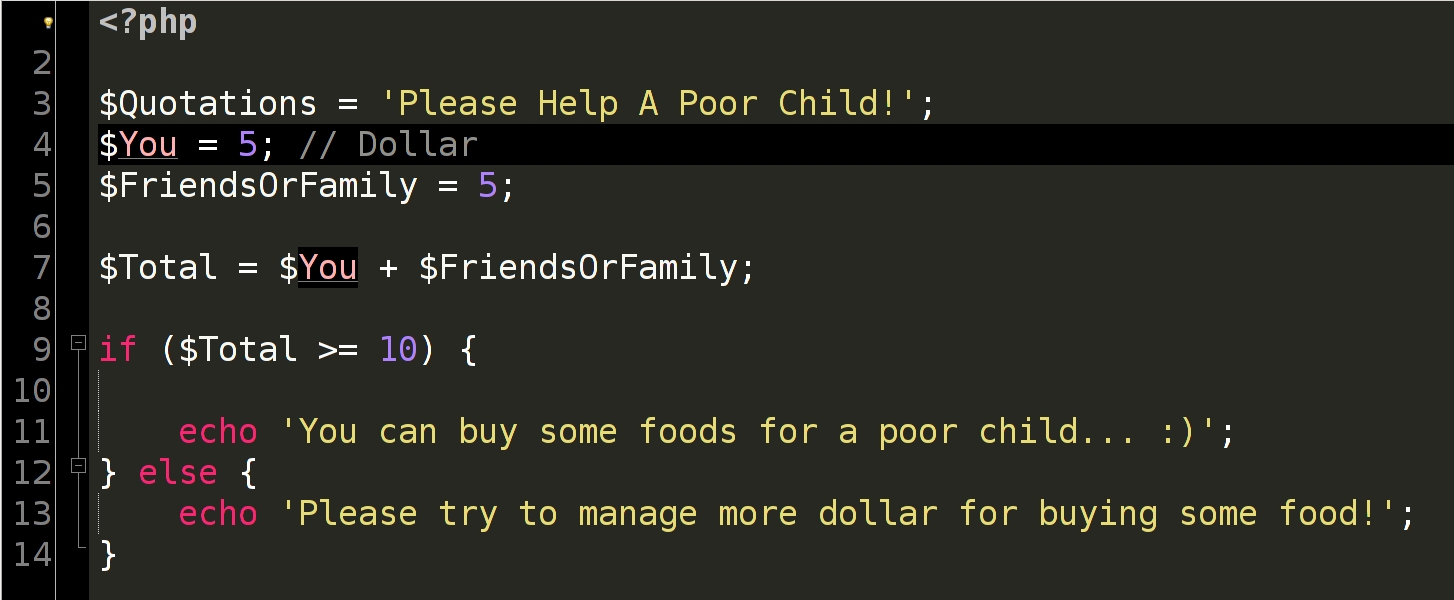 <?php
2
3 $Quotations = 'Please Help A Poor Child!';
4 $You = 5; // Dollar
5 $FriendsOrFamily = 5;
6
7 $Total = $You + $FriendsOrFamily;
8
9 if ($Total >= 10) {
10
11     echo 'You can buy some foods for a poor child... :)';
12 } else {
13     echo 'Please try to manage more dollar for buying some food!';
14 }